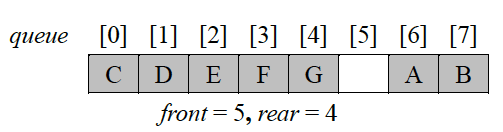 queue [0] [1] [2] [3] [4] [5] [6] [7]
C D E F G A B
front = 5, rear = 4